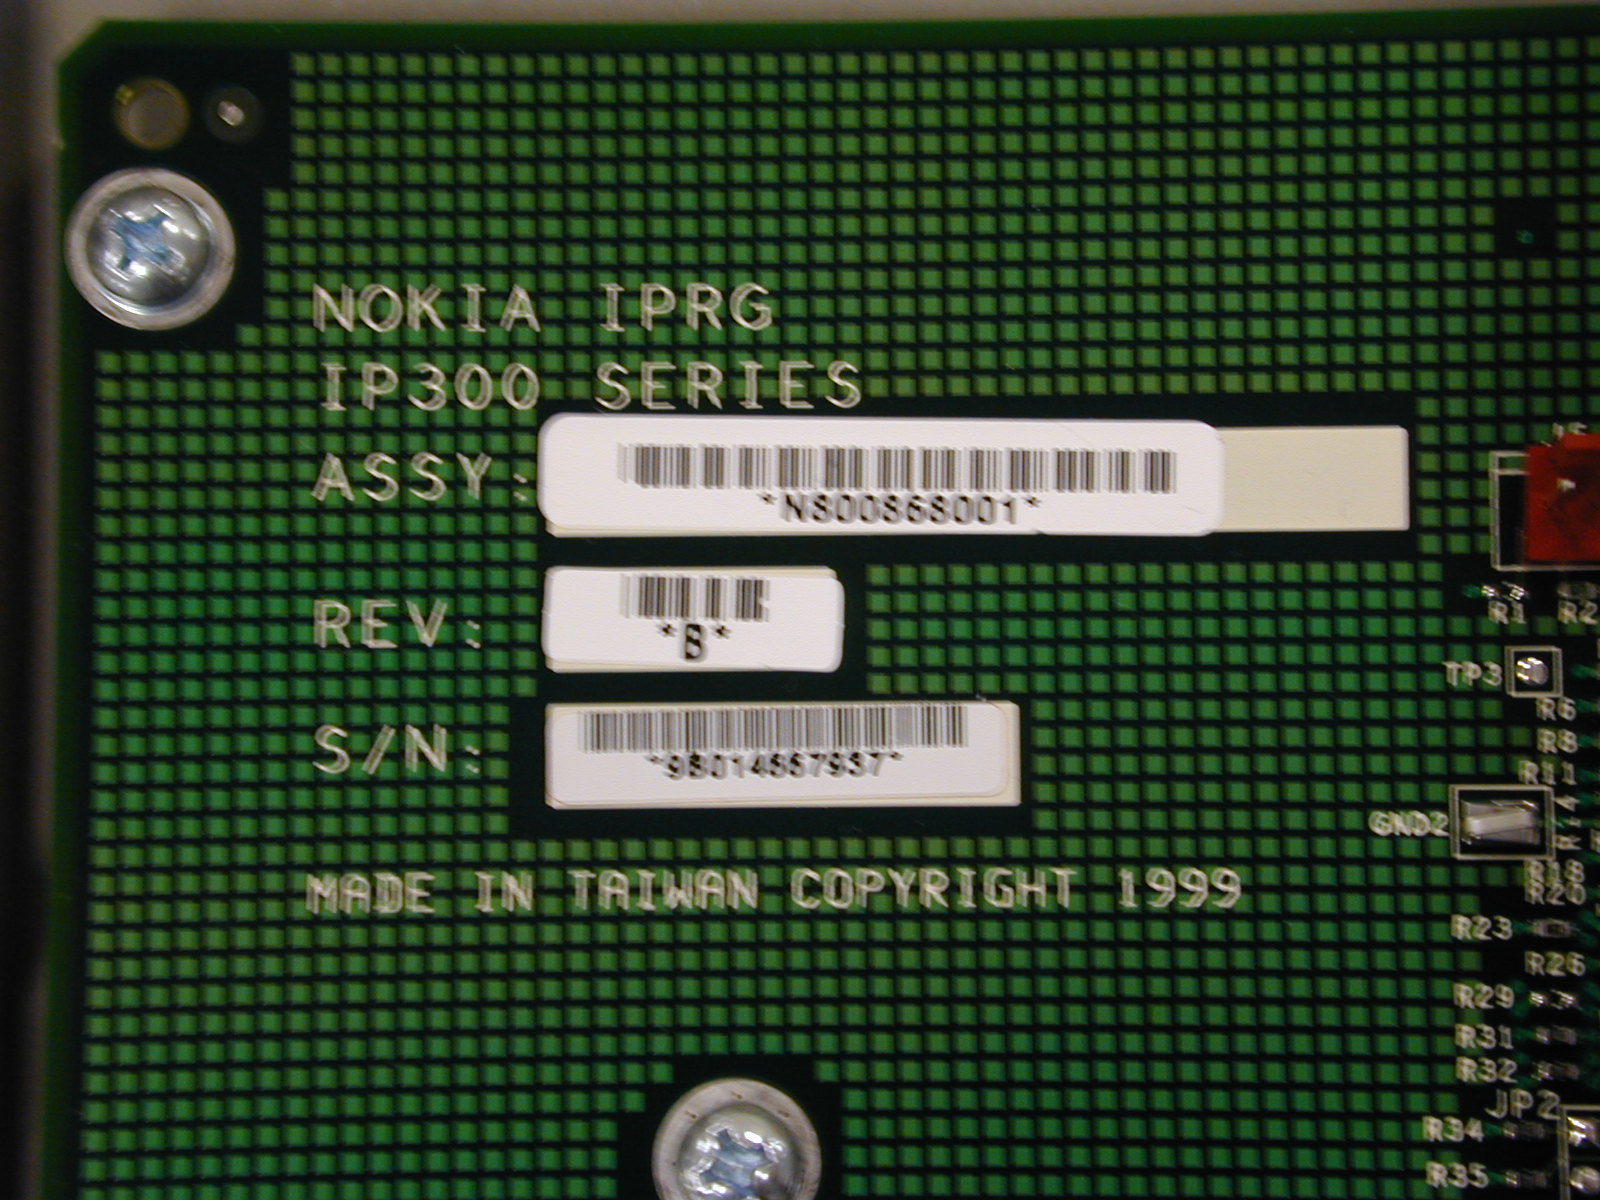 NOKIA IPRG
IP300 SERIES
ASSY:
*N800868001*
REV:
*B*
S/N:
MADE IN TAIWAN COPYRIGHT 1999
R1
R2
TP3
R6
R8
R11
GND2
R18
R20
R23
R26
R29
R31
R32
JP2
R34
R35